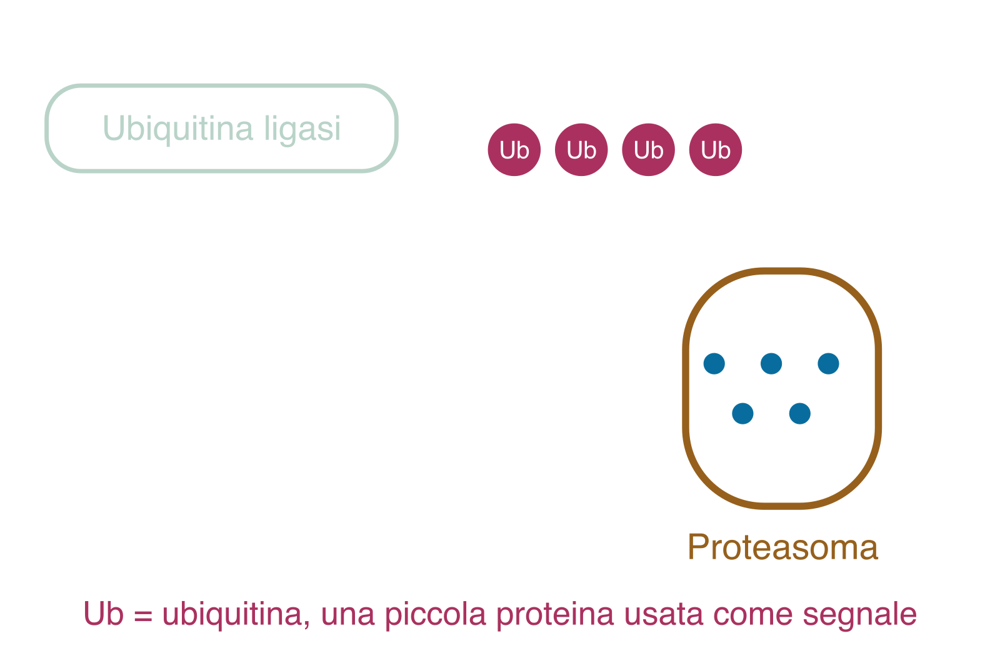 Ubiquitina ligasi
Ub Ub Ub Ub
Proteasoma
Ub = ubiquitina, una piccola proteina usata come segnale